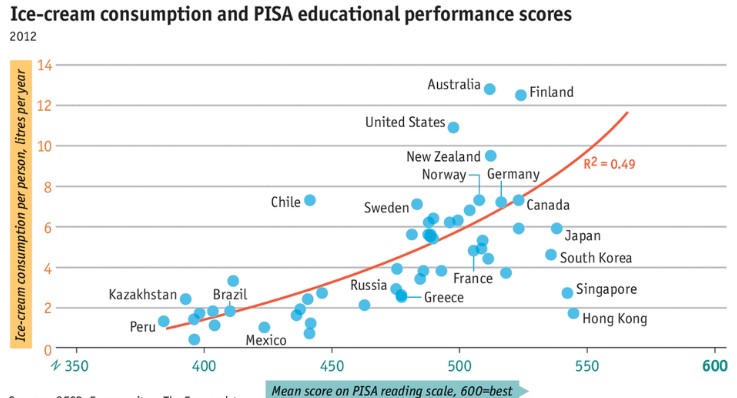 Ice-cream consumption and PISA educational performance scores
2012
Ice-cream consumption per person, litres per year
14
12
10
8
6
4
2
0
Australia
Finland
United States
New Zealand
Norway
Germany
R² = 0.49
Chile
Sweden
Canada
Japan
South Korea
France
Russia
Greece
Singapore
Hong Kong
Kazakhstan
Brazil
Peru
Mexico
350 400 450 500 550 600
Mean score on PISA reading scale, 600=best